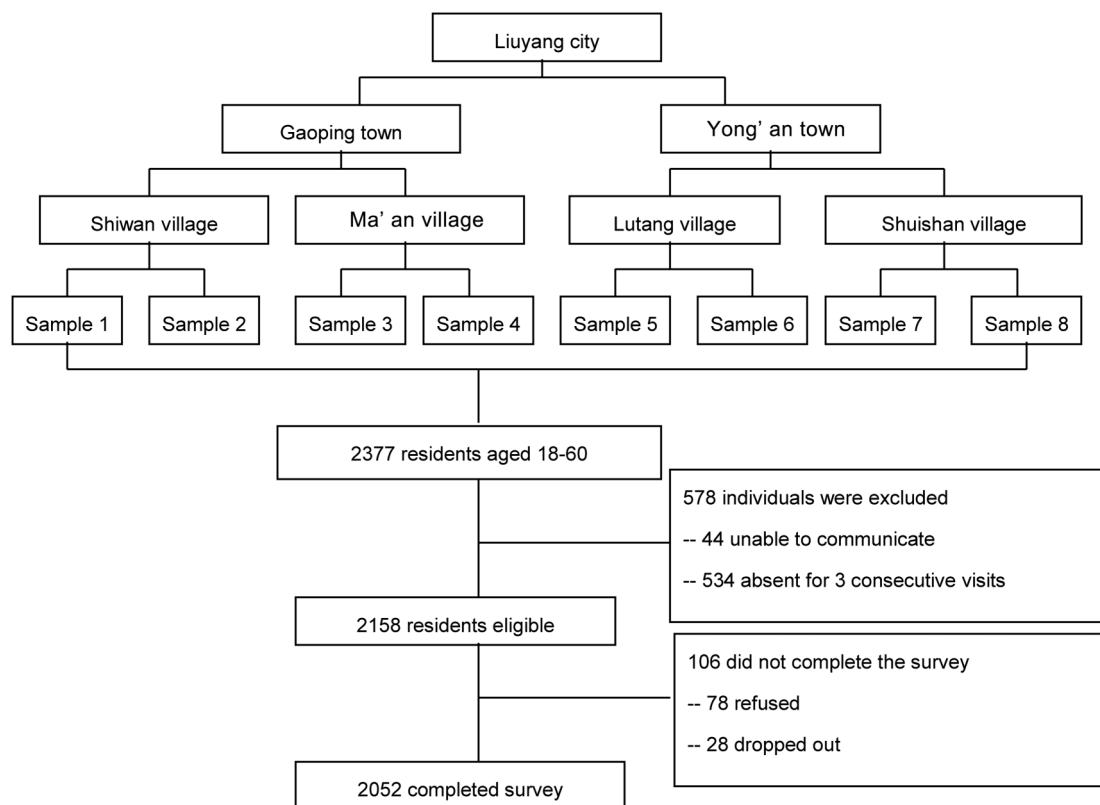 Liuyang city
Gaoping town
Yong’ an town
Shiwan village
Ma’ an village
Lutang village
Shuishan village
Sample 1
Sample 2
Sample 3
Sample 4
Sample 5
Sample 6
Sample 7
Sample 8
2377 residents aged 18-60
578 individuals were excluded
-- 44 unable to communicate
-- 534 absent for 3 consecutive visits
2158 residents eligible
106 did not complete the survey
-- 78 refused
-- 28 dropped out
2052 completed survey